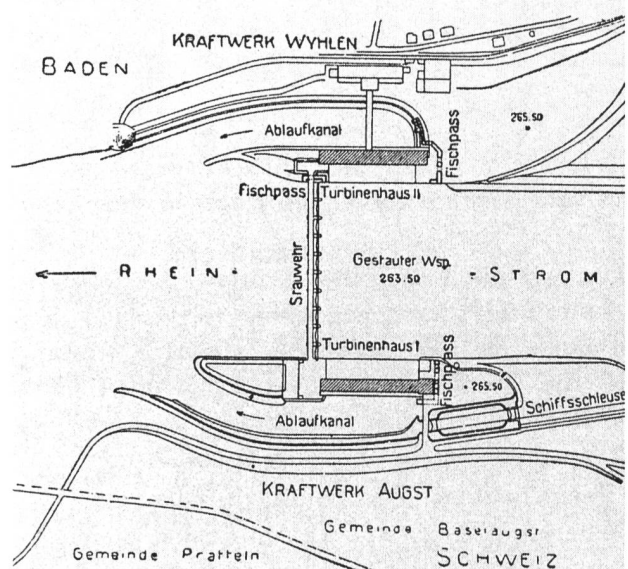 KRAFTWERK WYHLEN
BADEN
265.50
Ablaufkanal
Fischpass
Fischpass
Turbinenhaus II
Stauwehr
Gestauter Wsp.
263.50
RHEIN - STROM
Turbinenhaus I
Fischpass
265.50
Schiffsschleuse
Ablaufkanal
KRAFTWERK AUGST
Gemeinde Baselaugst
Gemeinde Pratteln
SCHWEIZ